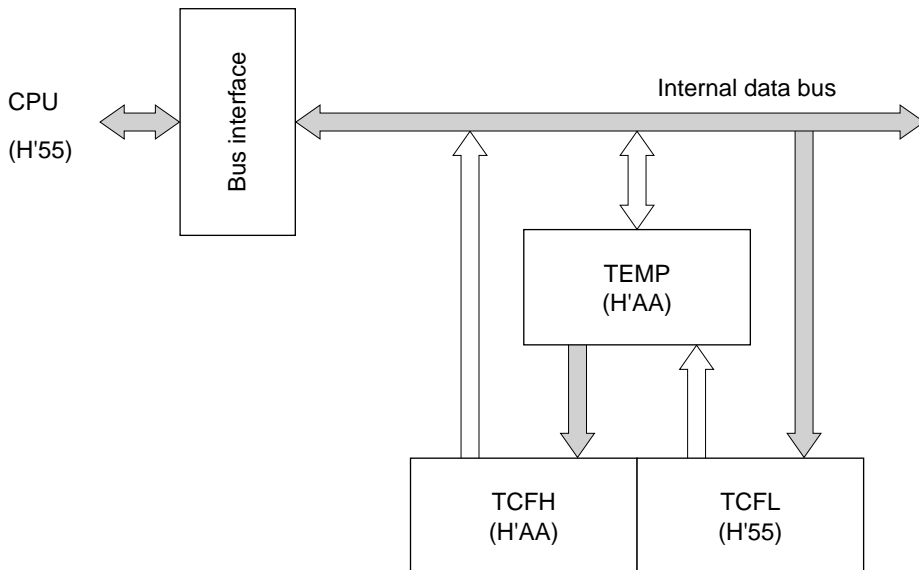 CPU
(H'55)
Bus interface
Internal data bus
TEMP
(H'AA)
TCFH
(H'AA)
TCFL
(H'55)